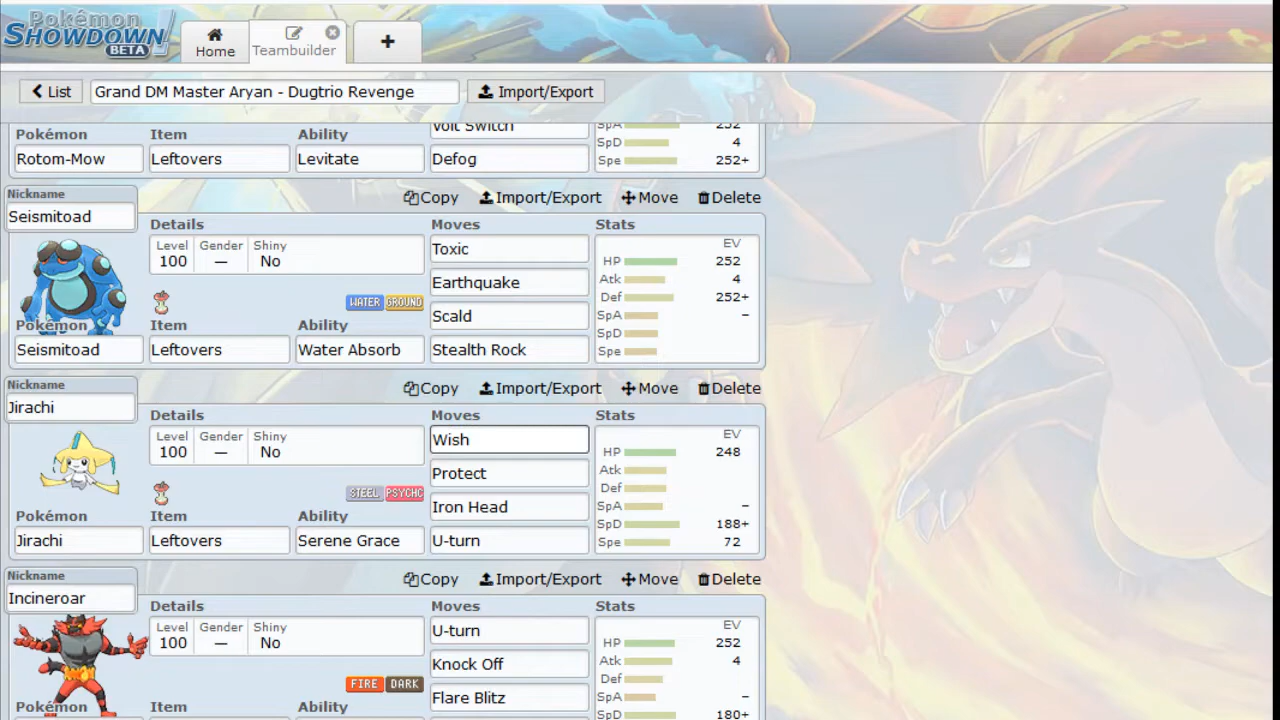 Pokémon
SHOWDOWN!
BETA
Home
Teambuilder
+
List
Grand DM Master Aryan - Dugtrio Revenge
Import/Export
Pokémon Item Ability
Rotom-Mow Leftovers Levitate
Volt Switch
Defog
SpA 252
SpD 4
Spe 252+
Copy Import/Export Move Delete
Nickname
Seismitoad
Details Moves Stats
Level Gender Shiny
100 — No
WATER GROUND
Pokémon Item Ability
Seismitoad Leftovers Water Absorb
Toxic
Earthquake
Scald
Stealth Rock
EV
HP 252
Atk 4
Def 252+
SpA –
SpD
Spe
Copy Import/Export Move Delete
Nickname
Jirachi
Details Moves Stats
Level Gender Shiny
100 — No
STEEL PSYCHC
Pokémon Item Ability
Jirachi Leftovers Serene Grace
Wish
Protect
Iron Head
U-turn
EV
HP 248
Atk
Def
SpA –
SpD 188+
Spe 72
Copy Import/Export Move Delete
Nickname
Incineroar
Details Moves Stats
Level Gender Shiny
100 — No
FIRE DARK
Pokémon Item Ability
U-turn
Knock Off
Flare Blitz
EV
HP 252
Atk 4
Def
SpA –
SpD 180+